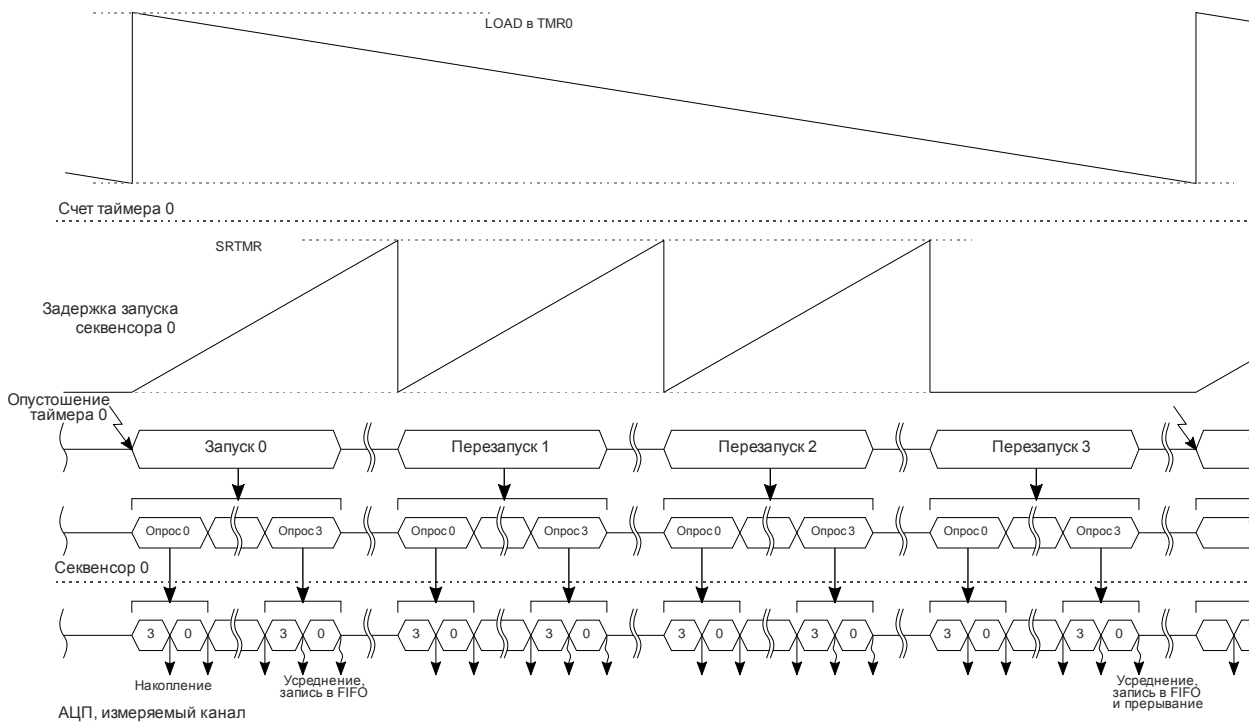 LOAD в TMR0
Счет таймера 0
SRTMR
Задержка запуска
секвенсора 0
Опустошение
таймера 0
Запуск 0
Перезапуск 1
Перезапуск 2
Перезапуск 3
Опрос 0
Опрос 3
Опрос 0
Опрос 3
Опрос 0
Опрос 3
Опрос 0
Опрос 3
Секвенсор 0
3 0 3 0 3 0 3 0 3 0 3 0 3 0 3 0
Накопление
Усреднение,
запись в FIFO
Усреднение,
запись в FIFO
и прерывание
АЦП, измеряемый канал